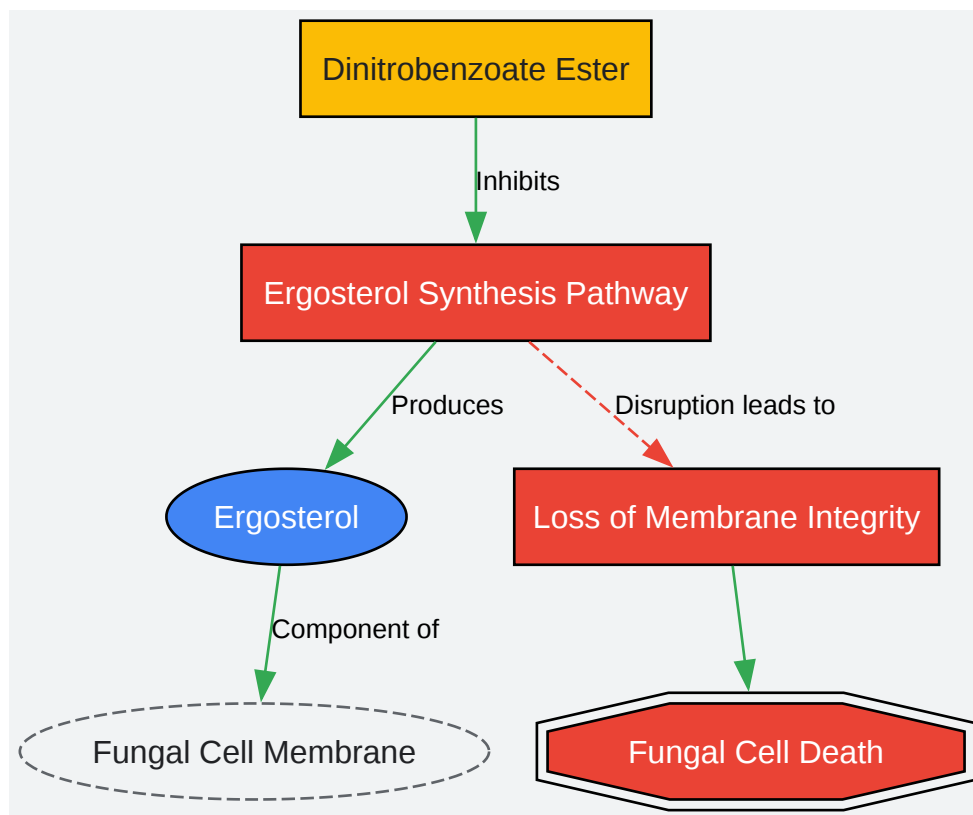 Dinitrobenzoate Ester
Inhibits
Ergosterol Synthesis Pathway
Produces
Disruption leads to
Ergosterol
Loss of Membrane Integrity
Component of
Fungal Cell Membrane
Fungal Cell Death